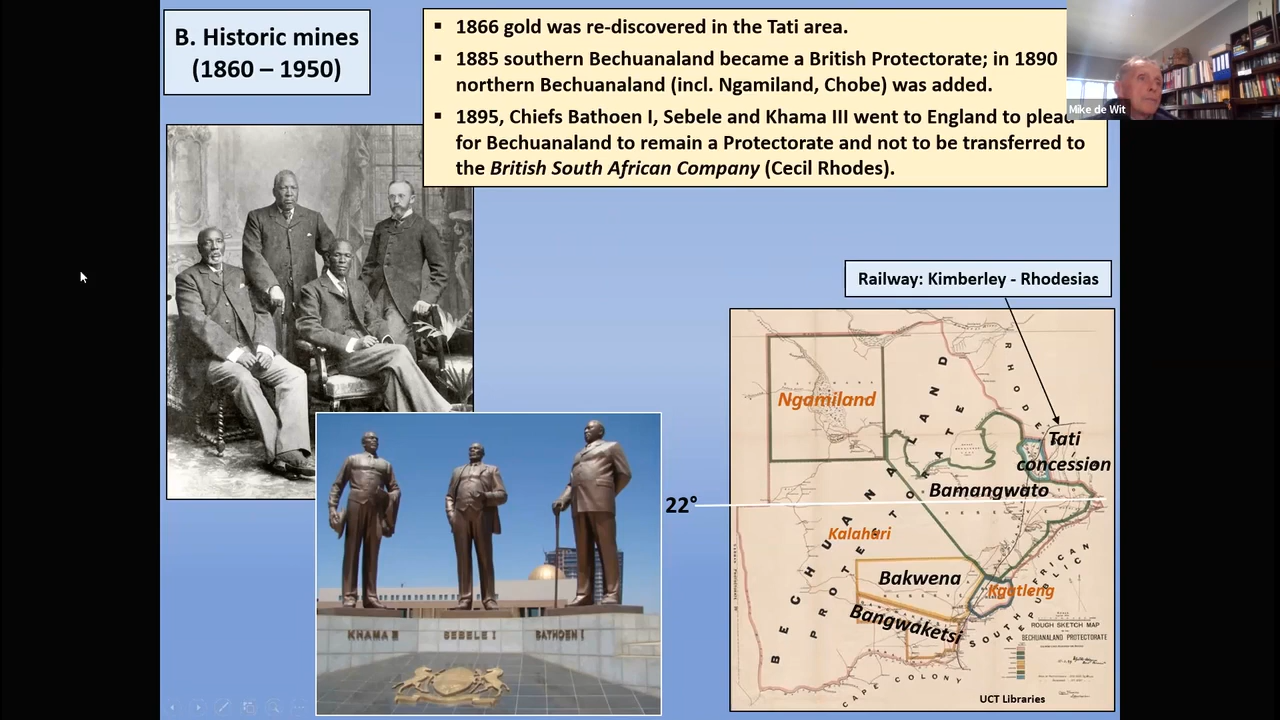 B. Historic mines
(1860 – 1950)
▪ 1866 gold was re-discovered in the Tati area.
▪ 1885 southern Bechuanaland became a British Protectorate; in 1890
northern Bechuanaland (incl. Ngamiland, Chobe) was added.
▪ 1895, Chiefs Bathoen I, Sebele and Khama III went to England to plead
for Bechuanaland to remain a Protectorate and not to be transferred to
the British South African Company (Cecil Rhodes).
Mike de Wit
Railway: Kimberley - Rhodesias
Ngamiland
Tati
concession
Bamangwato
22°
Kalahari
Bakwena
Kgatleng
Bangwaketsi
BECHUANALAND
PROTECTORATE
RHODE
SOUTH AFRICAN
REPUBLIC
CAPE COLONY
ROUGH SKETCH MAP
BECHUANALAND PROTECTORATE
UCT Libraries
KHAMA III
SEBELE I
BATHOEN I